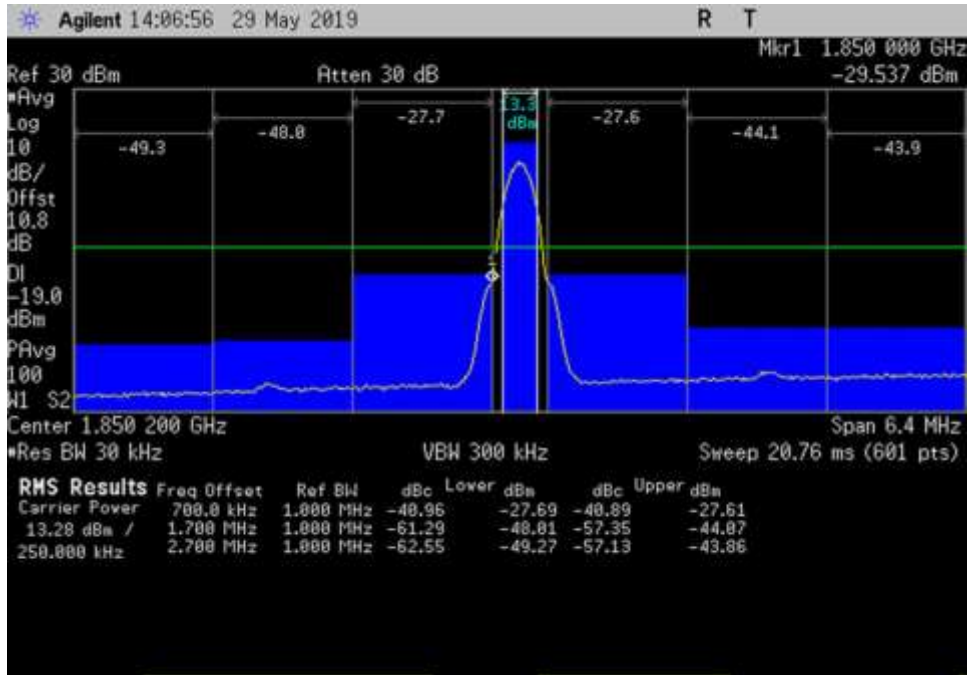 Agilent 14:06:56 29 May 2019 R T
Mkr1 1.850 000 GHz
Ref 30 dBm Atten 30 dB -29.537 dBm
*Avg
Log
10
dB/
Offst
10.8
dB
DI
-19.0
dBm
PAvg
100
W1 S2
-49.3 -48.0 -27.7 13.3 dBm -27.6 -44.1 -43.9
1
Center 1.850 200 GHz Span 6.4 MHz
*Res BW 30 kHz VBW 300 kHz Sweep 20.76 ms (601 pts)
RMS Results Freq Offset Ref BW dBc Lower dBm dBc Upper dBm
Carrier Power 700.0 kHz 1.000 MHz -40.96 -27.69 -40.89 -27.61
13.28 dBm / 1.700 MHz 1.000 MHz -61.29 -48.01 -57.35 -44.07
250.000 kHz 2.700 MHz 1.000 MHz -62.55 -49.27 -57.13 -43.86